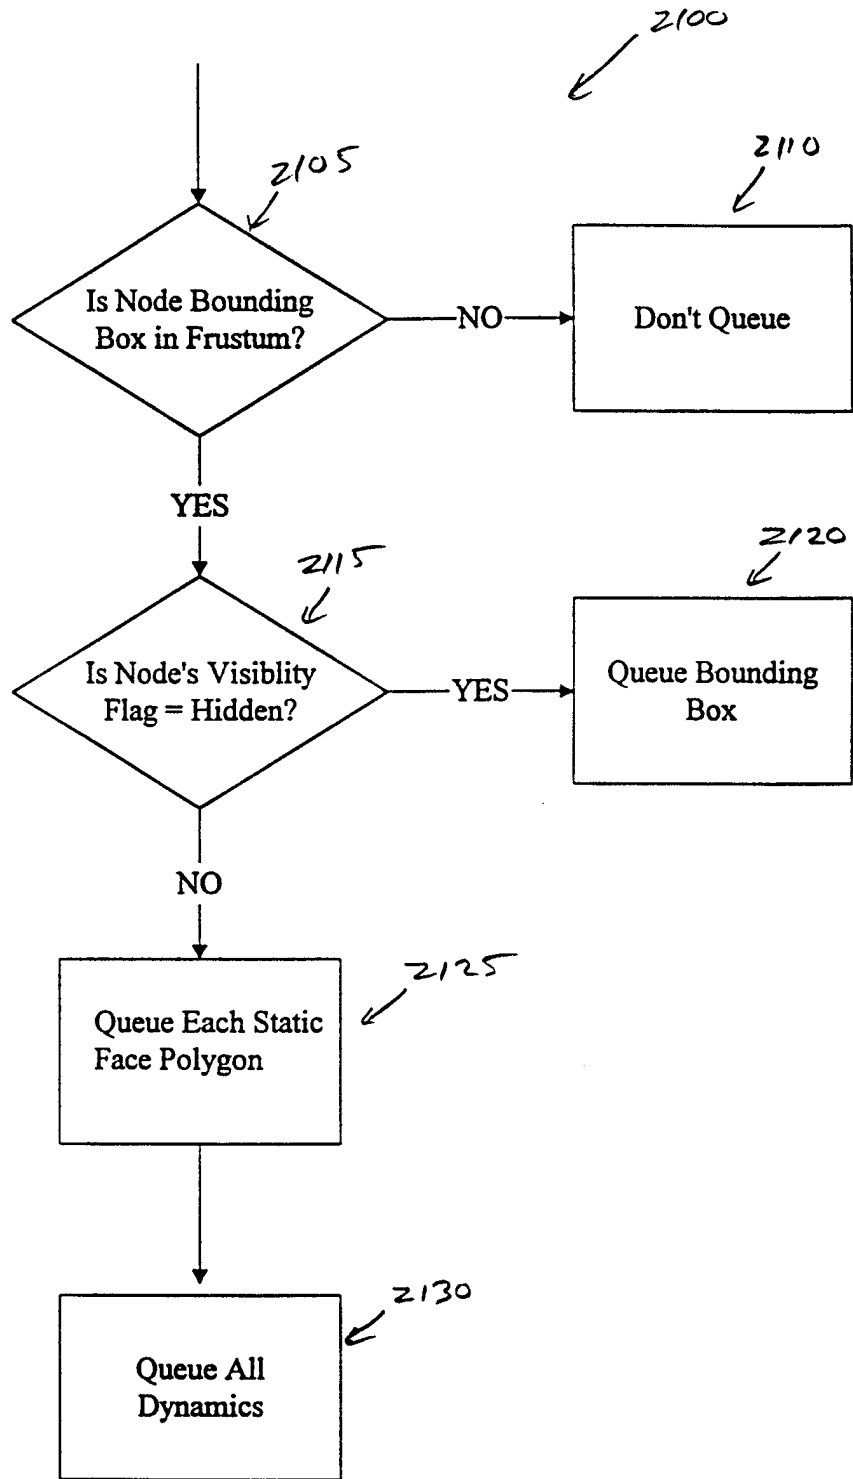 2100
2105
2110
Is Node Bounding
Box in Frustum?
NO
Don't Queue
YES
2115
2120
Is Node's Visiblity
Flag = Hidden?
YES
Queue Bounding
Box
NO
2125
Queue Each Static
Face Polygon
2130
Queue All
Dynamics